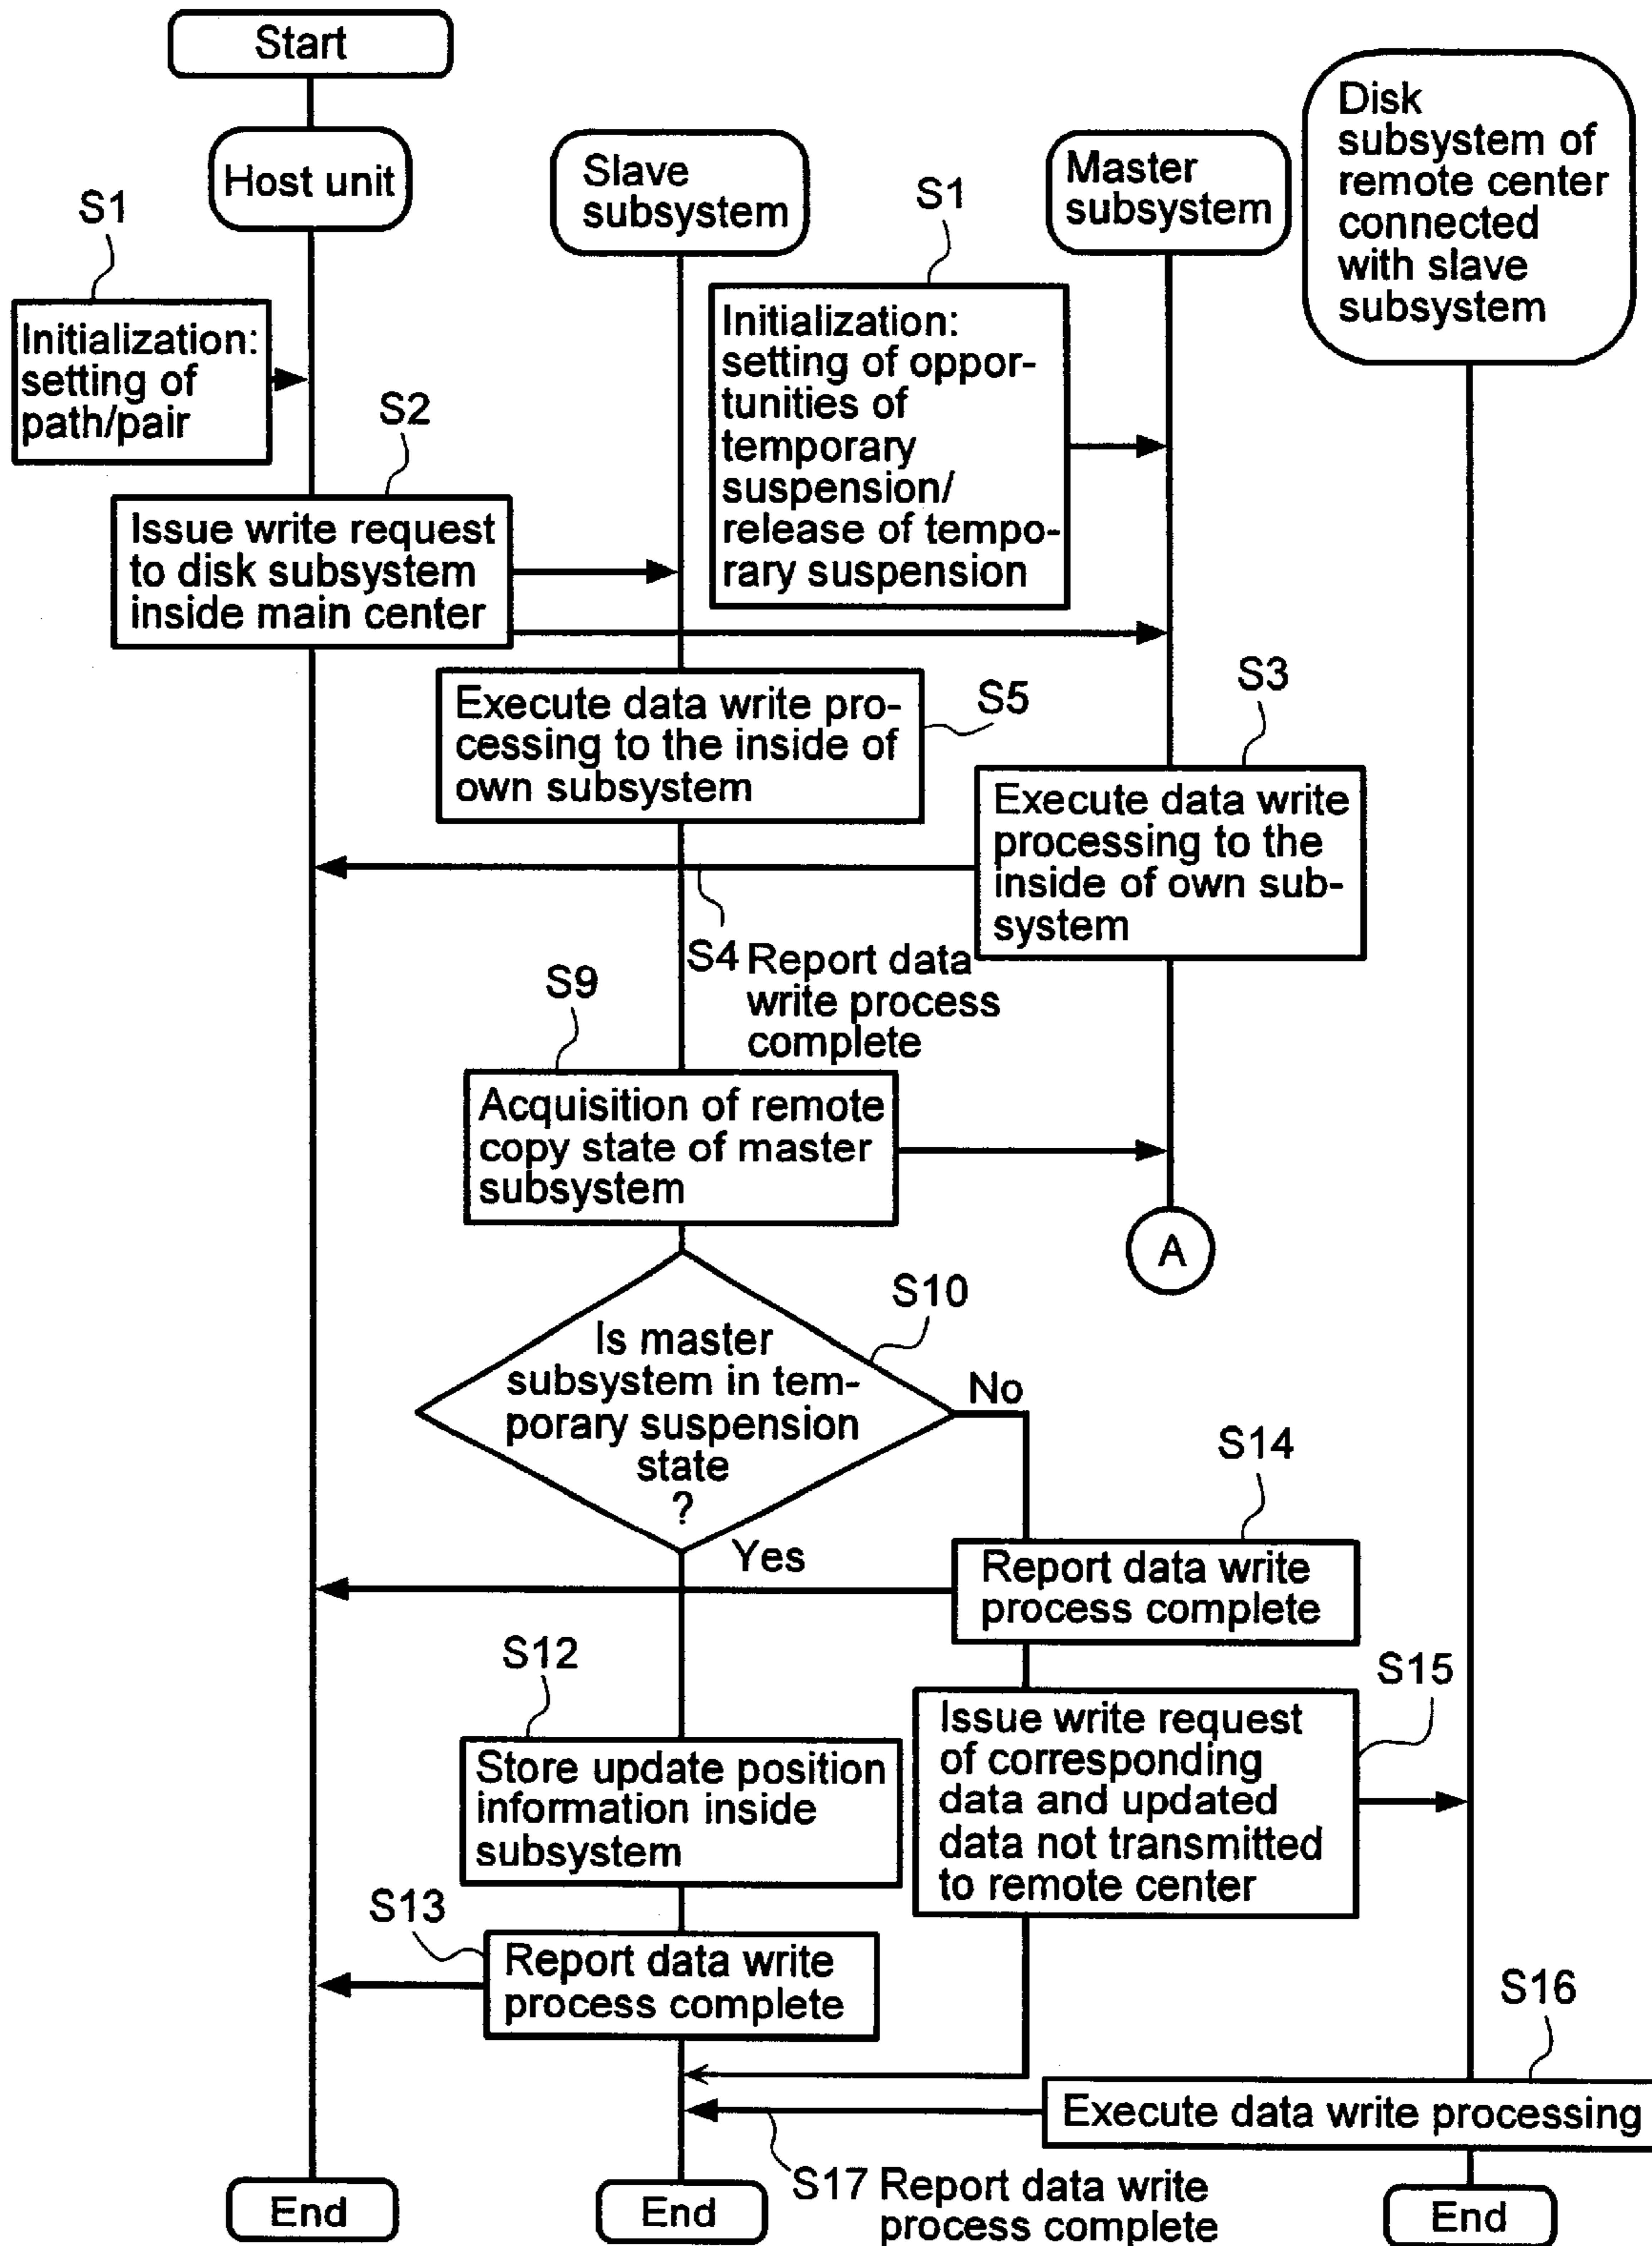 Start
Host unit
Slave
subsystem
Master
subsystem
Disk
subsystem of
remote center
connected
with slave
subsystem
S1
Initialization:
setting of
path/pair
S1
Initialization:
setting of oppor-
tunities of
temporary
suspension/
release of tempo-
rary suspension
S2
Issue write request
to disk subsystem
inside main center
S5
Execute data write pro-
cessing to the inside of
own subsystem
S3
Execute data write
processing to the
inside of own sub-
system
S4 Report data
write process
complete
S9
Acquisition of remote
copy state of master
subsystem
A
S10
Is master
subsystem in tem-
porary suspension
state
?
No
Yes
S14
Report data write
process complete
S12
Store update position
information inside
subsystem
S15
Issue write request
of corresponding
data and updated
data not transmitted
to remote center
S13
Report data write
process complete
S16
Execute data write processing
S17 Report data write
process complete
End
End
End